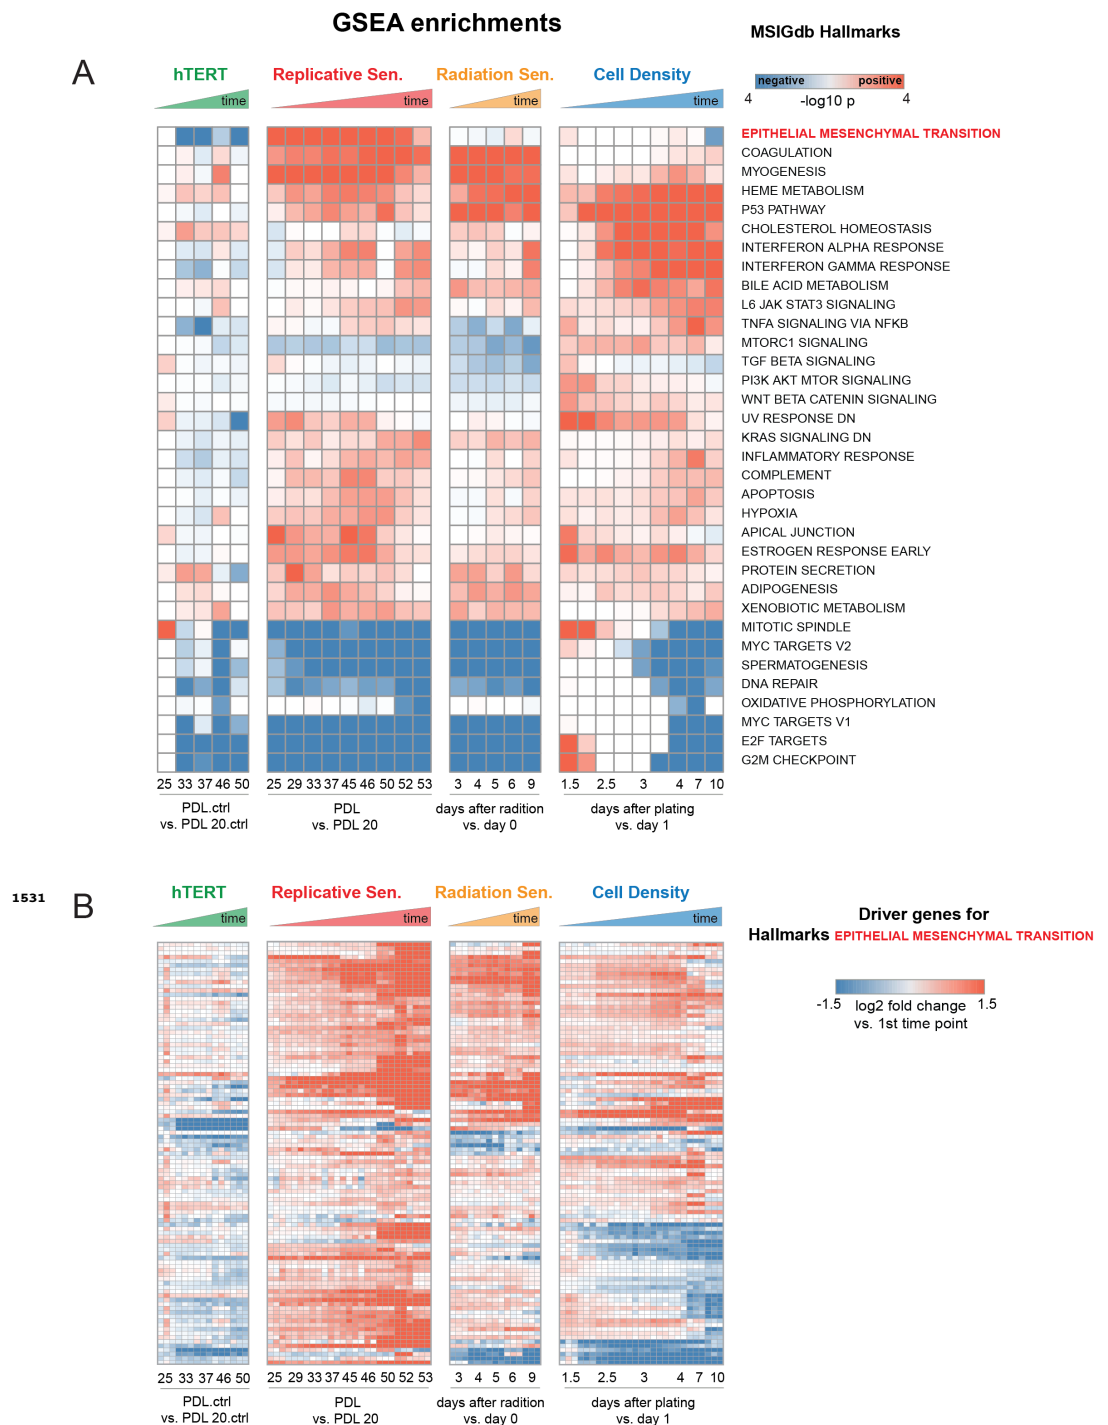 GSEA enrichments
MSIGdb Hallmarks
A
hTERT
Replicative Sen.
Radiation Sen.
Cell Density
time
time
time
time
negative
positive
4
-log10 p
4
EPITHELIAL MESENCHYMAL TRANSITION
COAGULATION
MYOGENESIS
HEME METABOLISM
P53 PATHWAY
CHOLESTEROL HOMEOSTASIS
INTERFERON ALPHA RESPONSE
INTERFERON GAMMA RESPONSE
BILE ACID METABOLISM
L6 JAK STAT3 SIGNALING
TNFA SIGNALING VIA NFKB
MTORC1 SIGNALING
TGF BETA SIGNALING
PI3K AKT MTOR SIGNALING
WNT BETA CATENIN SIGNALING
UV RESPONSE DN
KRAS SIGNALING DN
INFLAMMATORY RESPONSE
COMPLEMENT
APOPTOSIS
HYPOXIA
APICAL JUNCTION
ESTROGEN RESPONSE EARLY
PROTEIN SECRETION
ADIPOGENESIS
XENOBIOTIC METABOLISM
MITOTIC SPINDLE
MYC TARGETS V2
SPERMATOGENESIS
DNA REPAIR
OXIDATIVE PHOSPHORYLATION
MYC TARGETS V1
E2F TARGETS
G2M CHECKPOINT
25 33 37 46 50
25 29 33 37 45 46 50 52 53
3 4 5 6 9
1.5 2.5 3 4 7 10
PDL.ctrl
vs. PDL 20.ctrl
PDL
vs. PDL 20
days after radition
vs. day 0
days after plating
vs. day 1
1531
B
hTERT
Replicative Sen.
Radiation Sen.
Cell Density
time
time
time
time
Driver genes for
Hallmarks EPITHELIAL MESENCHYMAL TRANSITION
-1.5
log2 fold change
1.5
vs. 1st time point
25 33 37 46 50
25 29 33 37 45 46 50 52 53
3 4 5 6 9
1.5 2.5 3 4 7 10
PDL.ctrl
vs. PDL 20.ctrl
PDL
vs. PDL 20
days after radition
vs. day 0
days after plating
vs. day 1